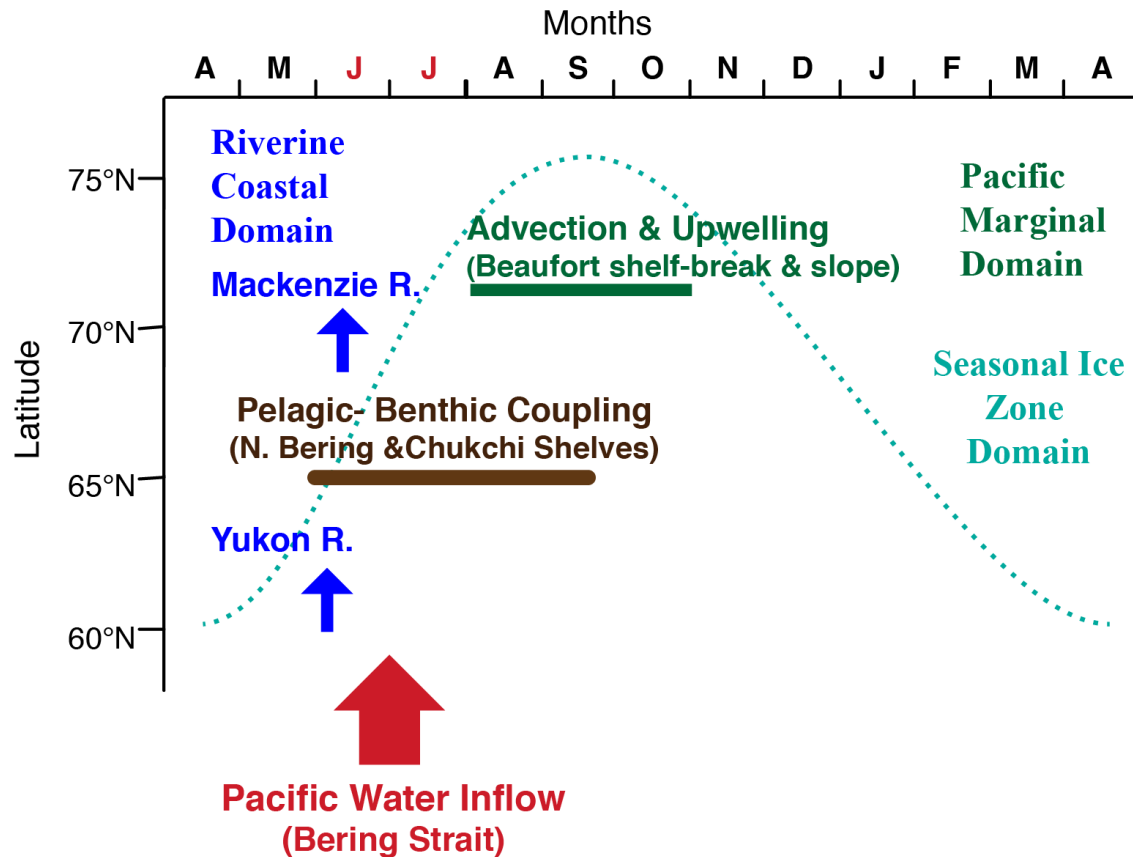 Months
A M J J A S O N D J F M A
Riverine
Coastal
Domain
75°N
Pacific
Marginal
Domain
Advection & Upwelling
(Beaufort shelf-break & slope)
Mackenzie R.
70°N
Latitude
Seasonal Ice
Zone
Domain
Pelagic- Benthic Coupling
(N. Bering &Chukchi Shelves)
65°N
Yukon R.
60°N
Pacific Water Inflow
(Bering Strait)